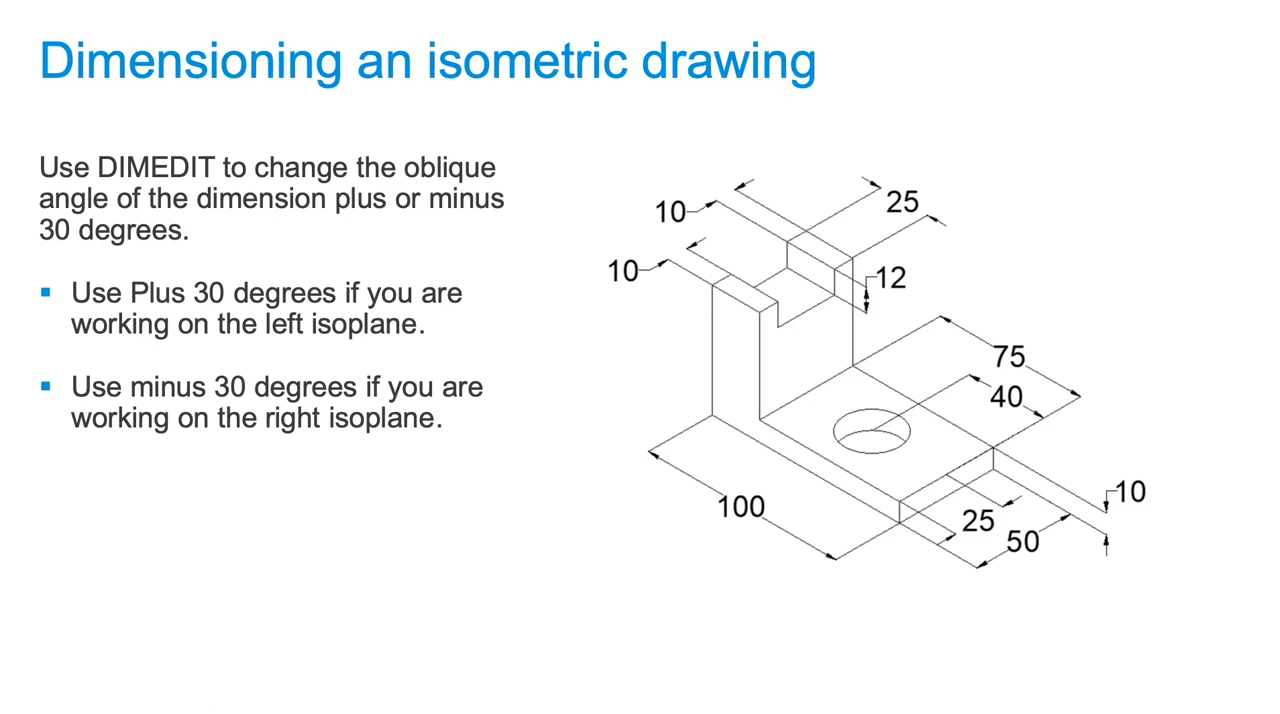 Dimensioning an isometric drawing
Use DIMEDIT to change the oblique
angle of the dimension plus or minus
30 degrees.
▪ Use Plus 30 degrees if you are
working on the left isoplane.
▪ Use minus 30 degrees if you are
working on the right isoplane.
10
25
10
12
75
40
100
25
50
10